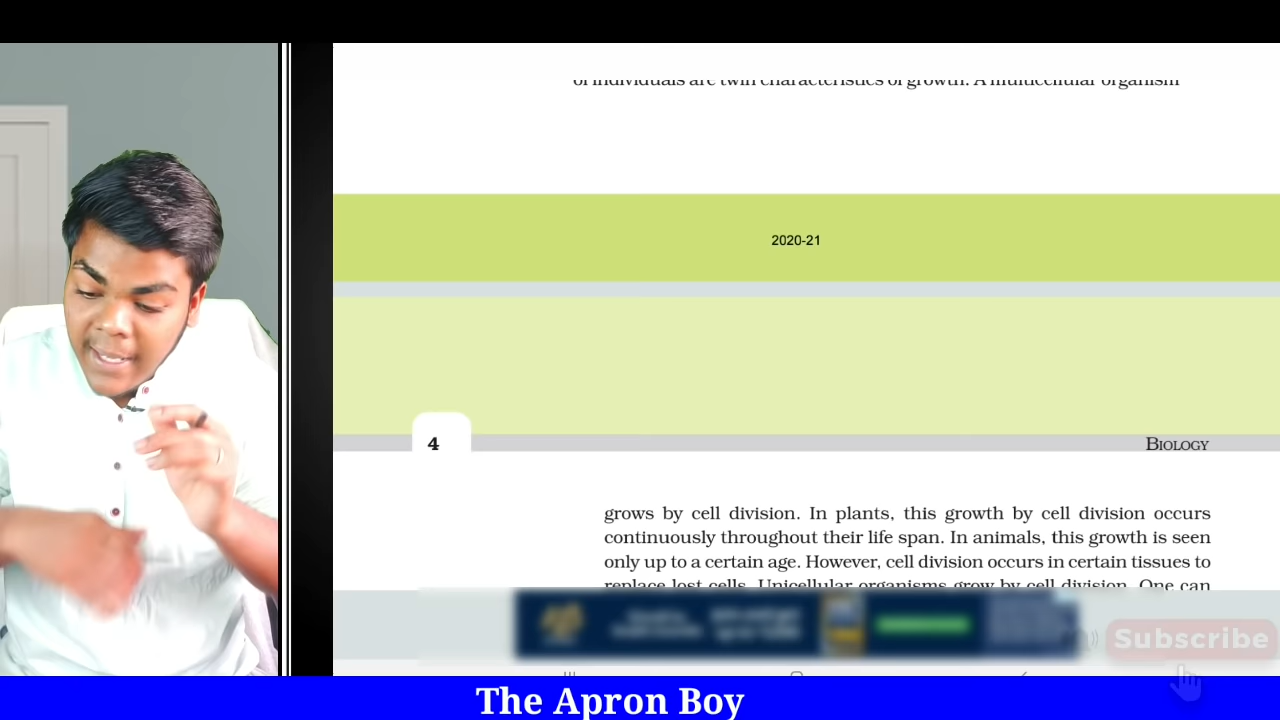 of individuals are twin characteristics of growth. A multicellular organism
2020-21
4
BIOLOGY
grows by cell division. In plants, this growth by cell division occurs
continuously throughout their life span. In animals, this growth is seen
only up to a certain age. However, cell division occurs in certain tissues to
replace lost cells. Unicellular organisms grow by cell division. One can
Subscribe
The Apron Boy